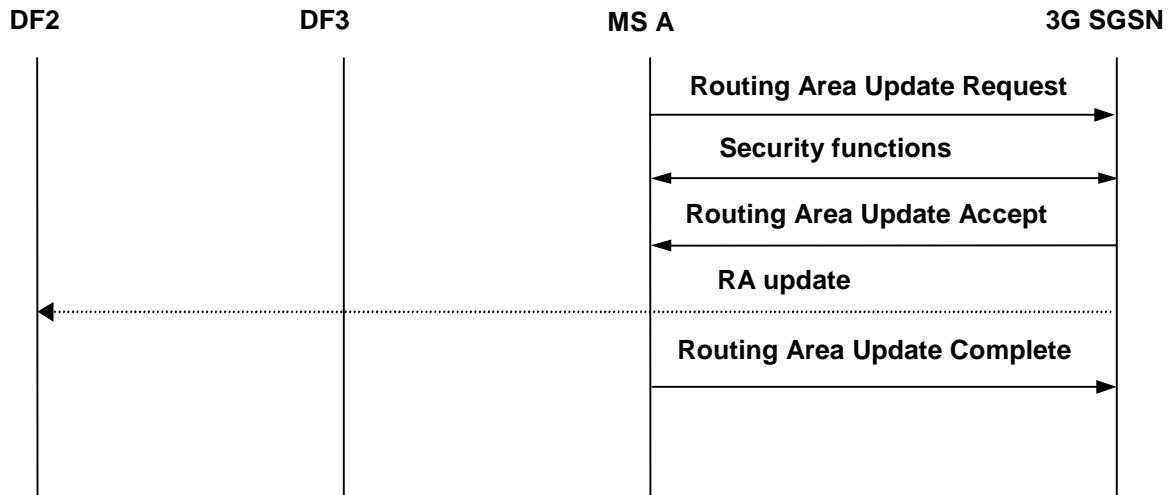 DF2
DF3
MS A
3G SGSN
Routing Area Update Request
Security functions
Routing Area Update Accept
RA update
Routing Area Update Complete